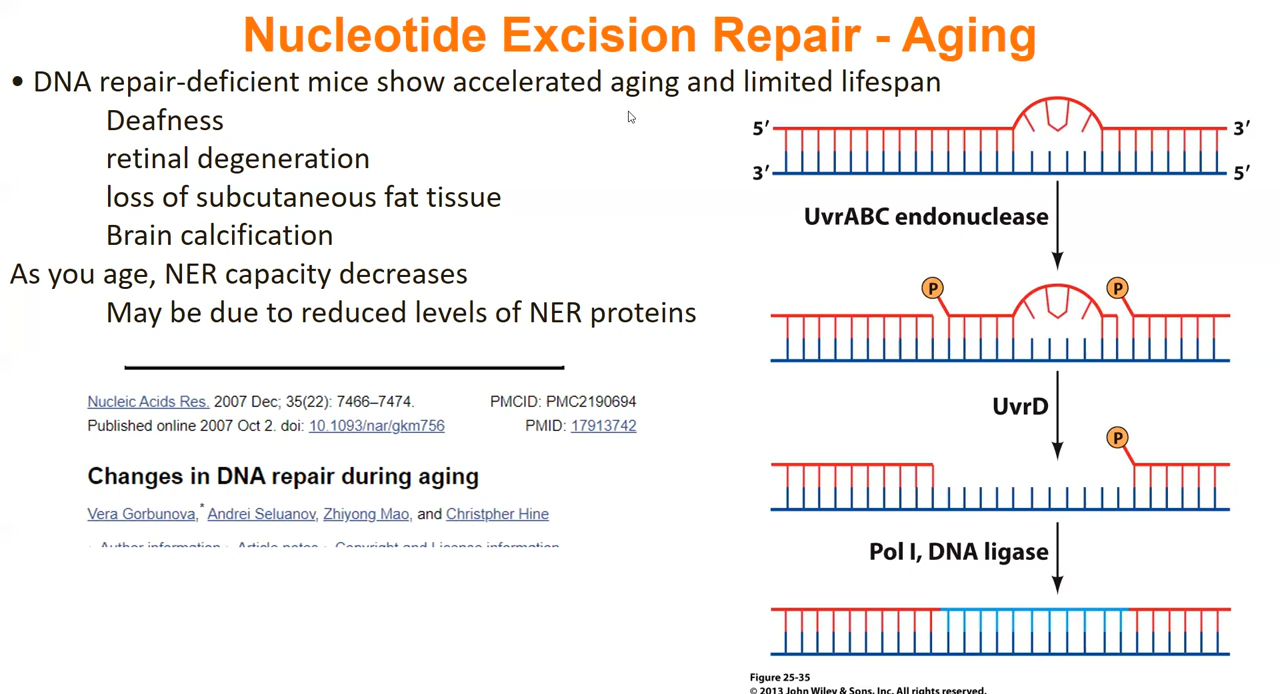 Nucleotide Excision Repair - Aging
• DNA repair-deficient mice show accelerated aging and limited lifespan
Deafness
retinal degeneration
loss of subcutaneous fat tissue
Brain calcification
As you age, NER capacity decreases
May be due to reduced levels of NER proteins
Nucleic Acids Res. 2007 Dec; 35(22): 7466–7474. PMCID: PMC2190694
Published online 2007 Oct 2. doi: 10.1093/nar/gkm756 PMID: 17913742
Changes in DNA repair during aging
Vera Gorbunova,* Andrei Seluanov, Zhiyong Mao, and Christpher Hine
Author information Article notes Copyright and License information
5′ 3′
3′ 5′
UvrABC endonuclease
P P
UvrD
P
Pol I, DNA ligase
Figure 25-35
© 2013 John Wiley & Sons, Inc. All rights reserved.